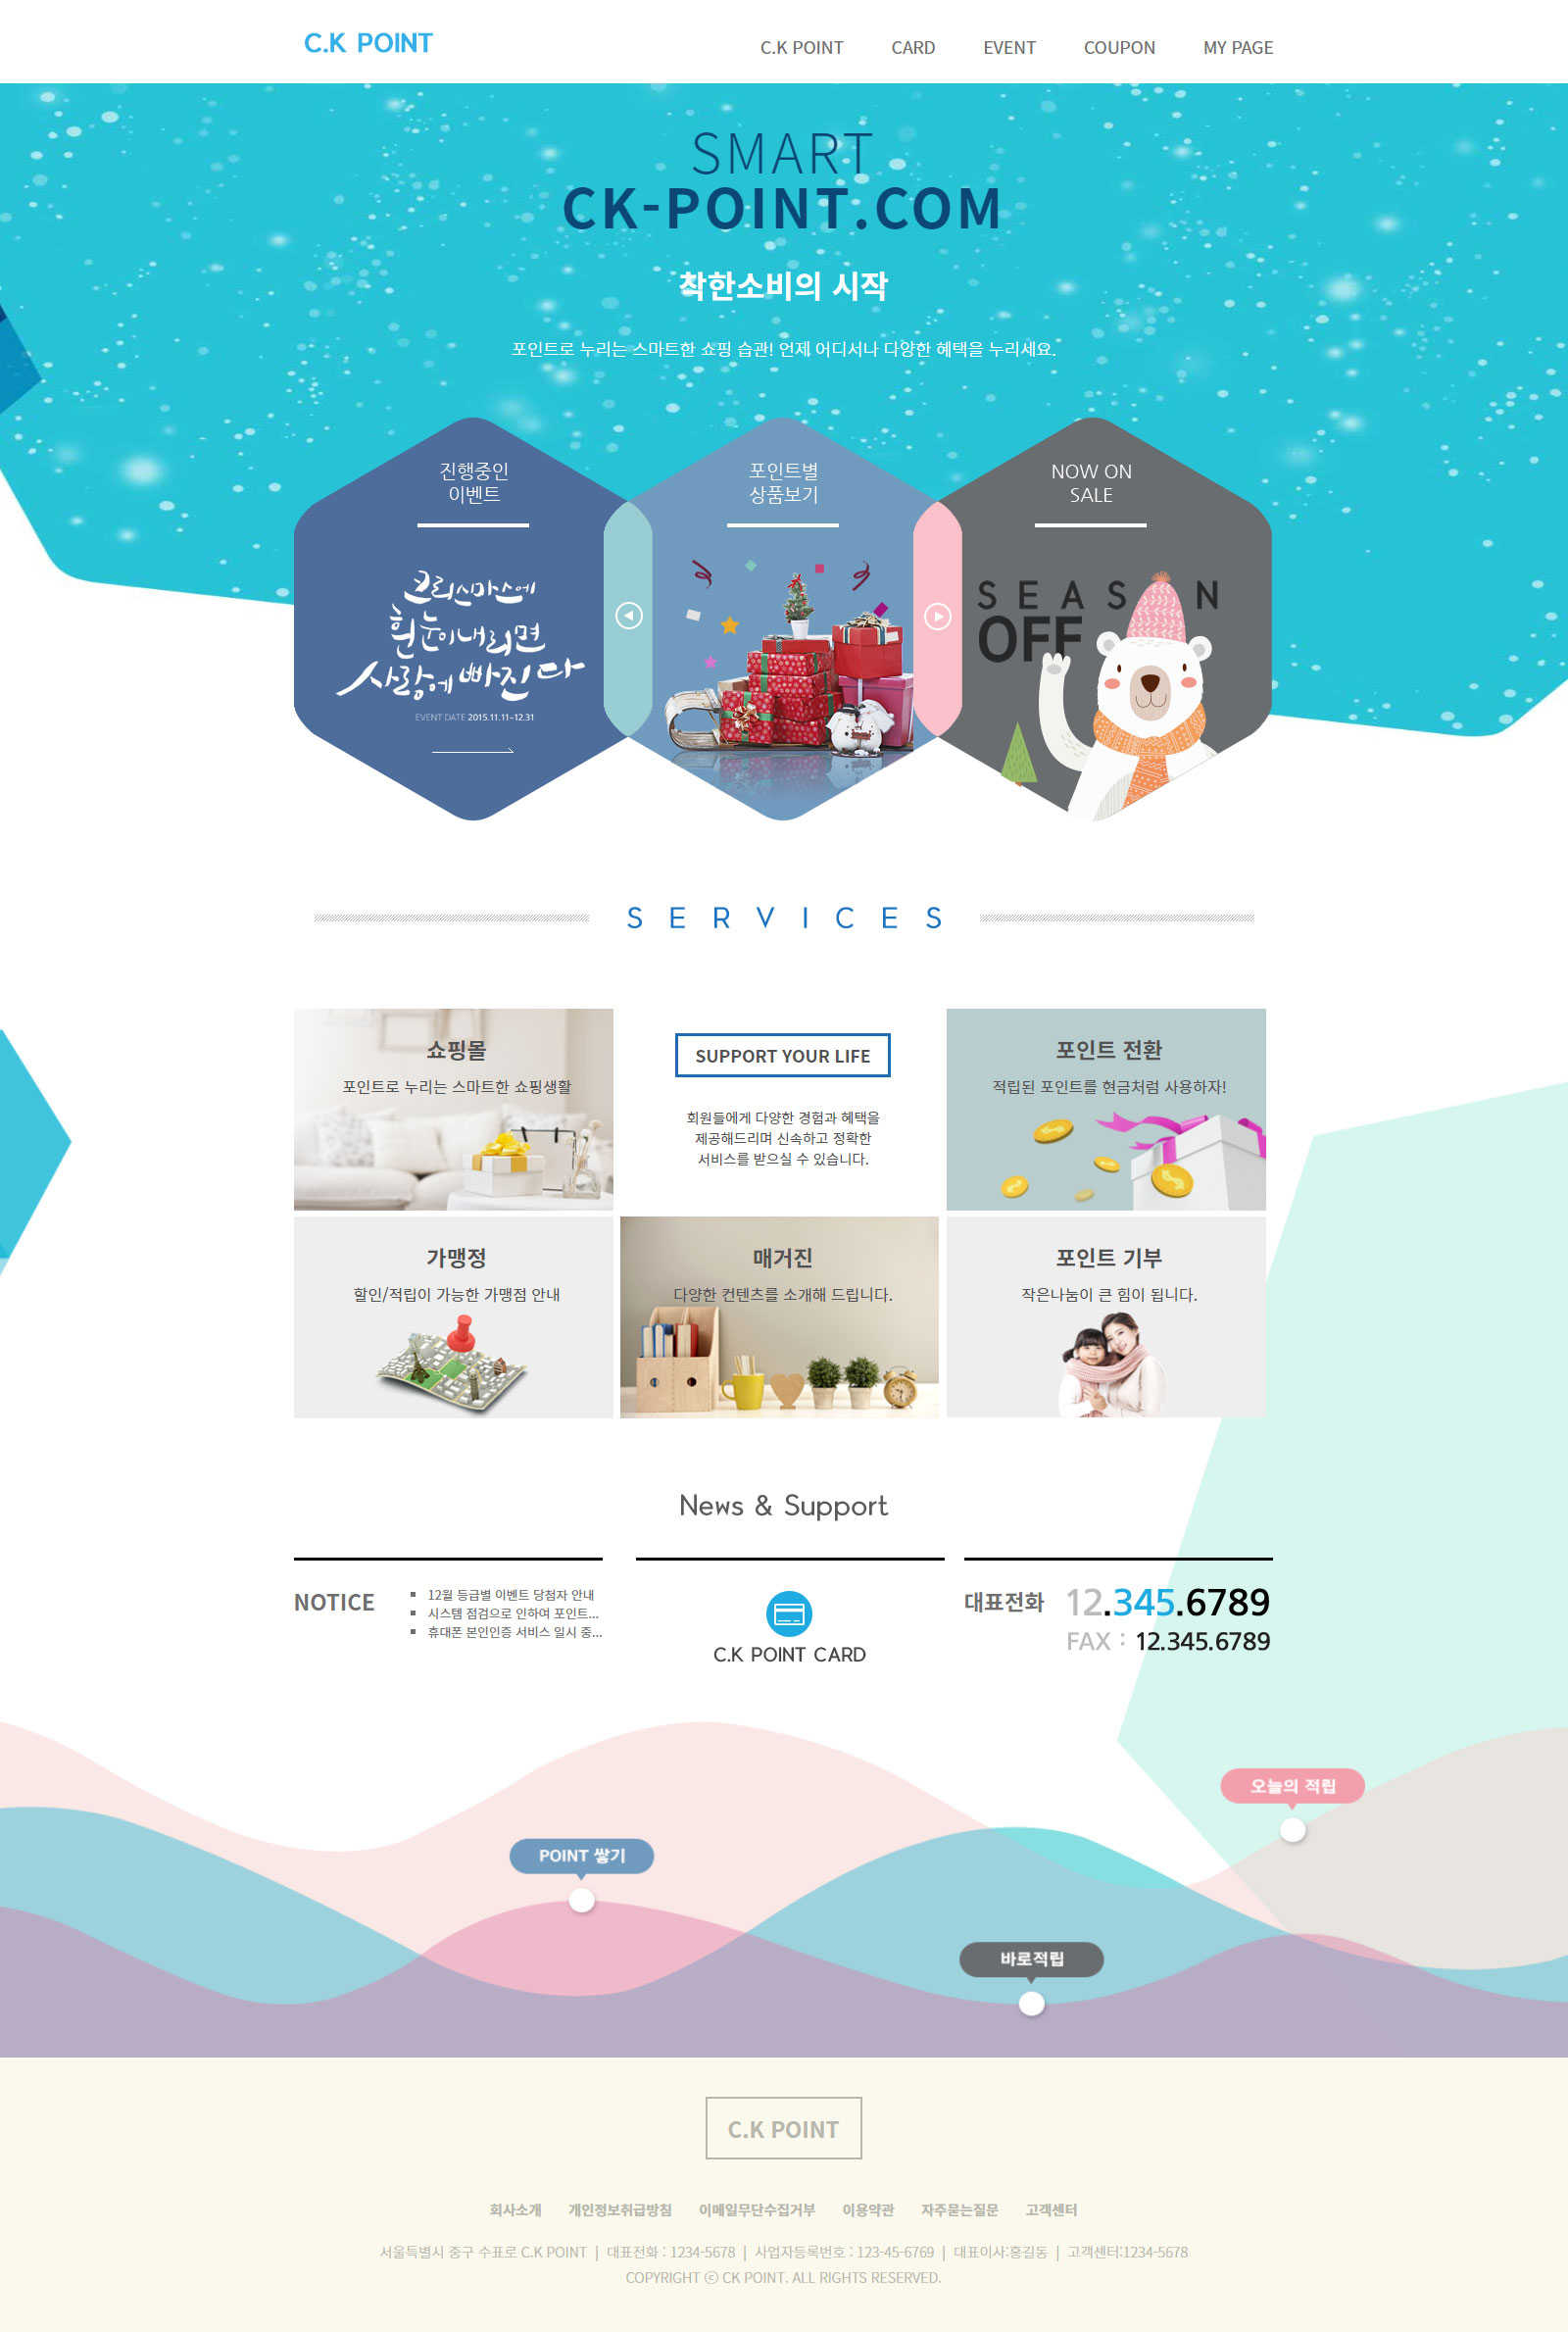 C.K POINT
C.K POINT CARD EVENT COUPON MY PAGE
SMART
CK-POINT.COM
착한소비의 시작
포인트로 누리는 스마트한 쇼핑 습관! 언제 어디서나 다양한 혜택을 누리세요.
진행중인
이벤트
크리스마스에
흰눈이내리면
사랑에 빠진다
EVENT DATE 2015.11.11~12.31
포인트별
상품보기
NOW ON
SALE
SEAS N
OFF
SERVICES
쇼핑몰
포인트로 누리는 스마트한 쇼핑생활
SUPPORT YOUR LIFE
회원들에게 다양한 경험과 혜택을
제공해드리며 신속하고 정확한
서비스를 받으실 수 있습니다.
포인트 전환
적립된 포인트를 현금처럼 사용하자!
가맹정
할인/적립이 가능한 가맹점 안내
매거진
다양한 컨텐츠를 소개해 드립니다.
포인트 기부
작은나눔이 큰 힘이 됩니다.
News & Support
NOTICE
12월 등급별 이벤트 당첨자 안내
시스템 점검으로 인하여 포인트...
휴대폰 본인인증 서비스 일시 중...
C.K POINT CARD
대표전화 12.345.6789
FAX : 12.345.6789
오늘의 적립
POINT 쌓기
바로적립
C.K POINT
회사소개 개인정보취급방침 이메일무단수집거부 이용약관 자주묻는질문 고객센터
서울특별시 중구 수표로 C.K POINT | 대표전화 : 1234-5678 | 사업자등록번호 : 123-45-6769 | 대표이사:홍길동 | 고객센터:1234-5678
COPYRIGHT ⓒ CK POINT. ALL RIGHTS RESERVED.